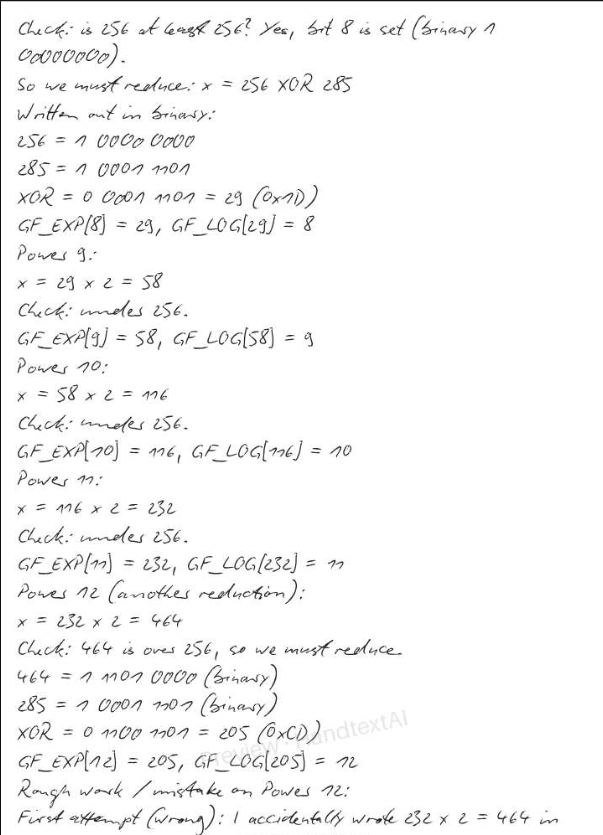 Check: is 256 at least 256? Yes, bit 8 is set (binary 1
00000000).
So we must reduce: x = 256 XOR 285
Written out in binary:
256 = 1 0000 0000
285 = 1 0001 1101
XOR = 0 0001 1101 = 29 (0x1D)
GF_EXP[8] = 29, GF_LOG[29] = 8
Power 9:
x = 29 x 2 = 58
Check: under 256.
GF_EXP[9] = 58, GF_LOG[58] = 9
Power 10:
x = 58 x 2 = 116
Check: under 256.
GF_EXP[10] = 116, GF_LOG[116] = 10
Power 11:
x = 116 x 2 = 232
Check: under 256.
GF_EXP[11] = 232, GF_LOG[232] = 11
Power 12 (another reduction):
x = 232 x 2 = 464
Check: 464 is over 256, so we must reduce.
464 = 1 1101 0000 (binary)
285 = 1 0001 1101 (binary)
XOR = 0 1100 1101 = 205 (0xCD)
Preview · HandtextAI
GF_EXP[12] = 205, GF_LOG[205] = 12
Rough work / mistake on Power 12:
First attempt (wrong): I accidentally wrote 232 x 2 = 464 in